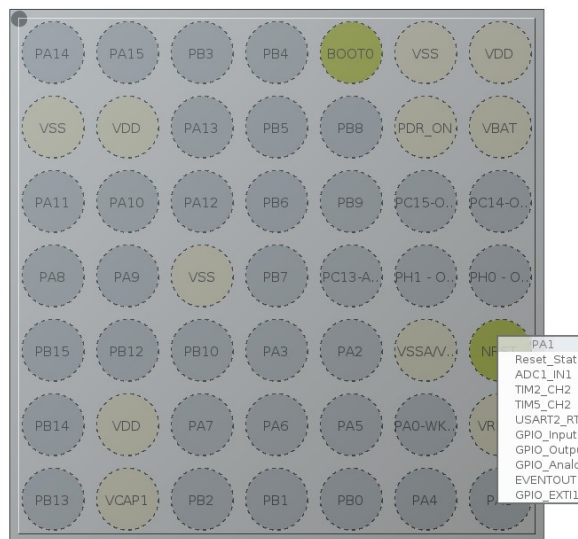 PA14 PA15 PB3 PB4 BOOT0 VSS VDD
VSS VDD PA13 PB5 PB8 PDR_ON VBAT
PA11 PA10 PA12 PB6 PB9 PC15-O.. PC14-O..
PA8 PA9 VSS PB7 PC13-A.. PH1 - O.. PH0 - O..
PB15 PB12 PB10 PA3 PA2 VSSA/V..
PB14 VDD PA7 PA6 PA5 PA0-WK.. VR
PB13 VCAP1 PB2 PB1 PB0 PA4
PA1
Reset_Stat
ADC1_IN1
TIM2_CH2
TIM5_CH2
USART2_RT
GPIO_Input
GPIO_Outpu
GPIO_Analo
EVENTOUT
GPIO_EXTI1